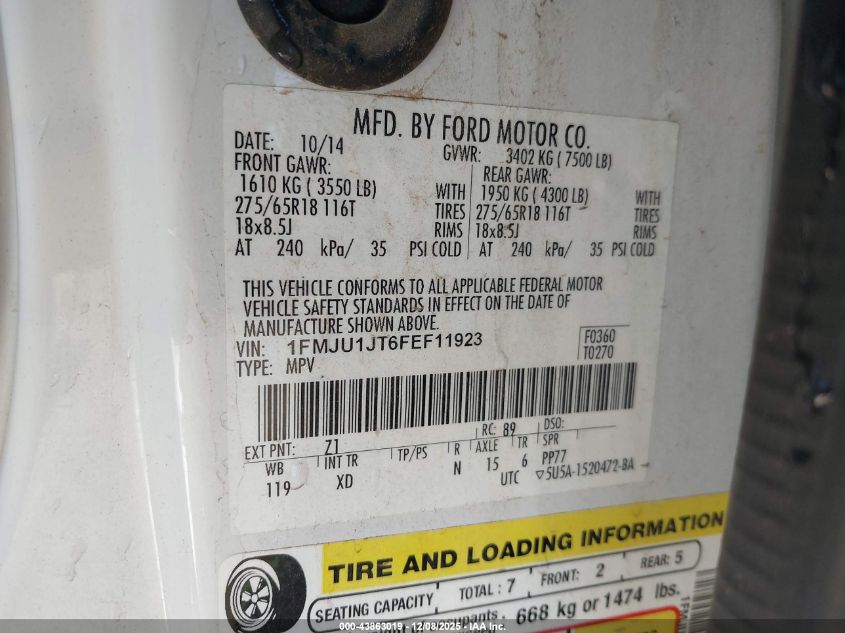 MFD. BY FORD MOTOR CO.
DATE: 10/14 GVWR: 3402 KG ( 7500 LB)
FRONT GAWR: REAR GAWR:
1610 KG ( 3550 LB) WITH 1950 KG ( 4300 LB) WITH
275/65R18 116T TIRES 275/65R18 116T TIRES
18x8.5J RIMS 18x8.5J RIMS
AT 240 kPa/ 35 PSI COLD AT 240 kPa/ 35 PSI COLD
THIS VEHICLE CONFORMS TO ALL APPLICABLE FEDERAL MOTOR
VEHICLE SAFETY STANDARDS IN EFFECT ON THE DATE OF
MANUFACTURE SHOWN ABOVE.
VIN: 1FMJU1JT6FEF11923 F0360
TYPE: MPV T0270
EXT PNT: Z1 RC: 89 DSO:
WB INT TR TP/PS R AXLE TR SPR
119 XD N 15 6 PP77
UTC ▽5U5A-1520472-BA
TIRE AND LOADING INFORMATION
SEATING CAPACITY TOTAL: 7 FRONT: 2 REAR: 5
668 kg or 1474 lbs.
© IAA 00-43863019 - 12/08/2025 - COPART